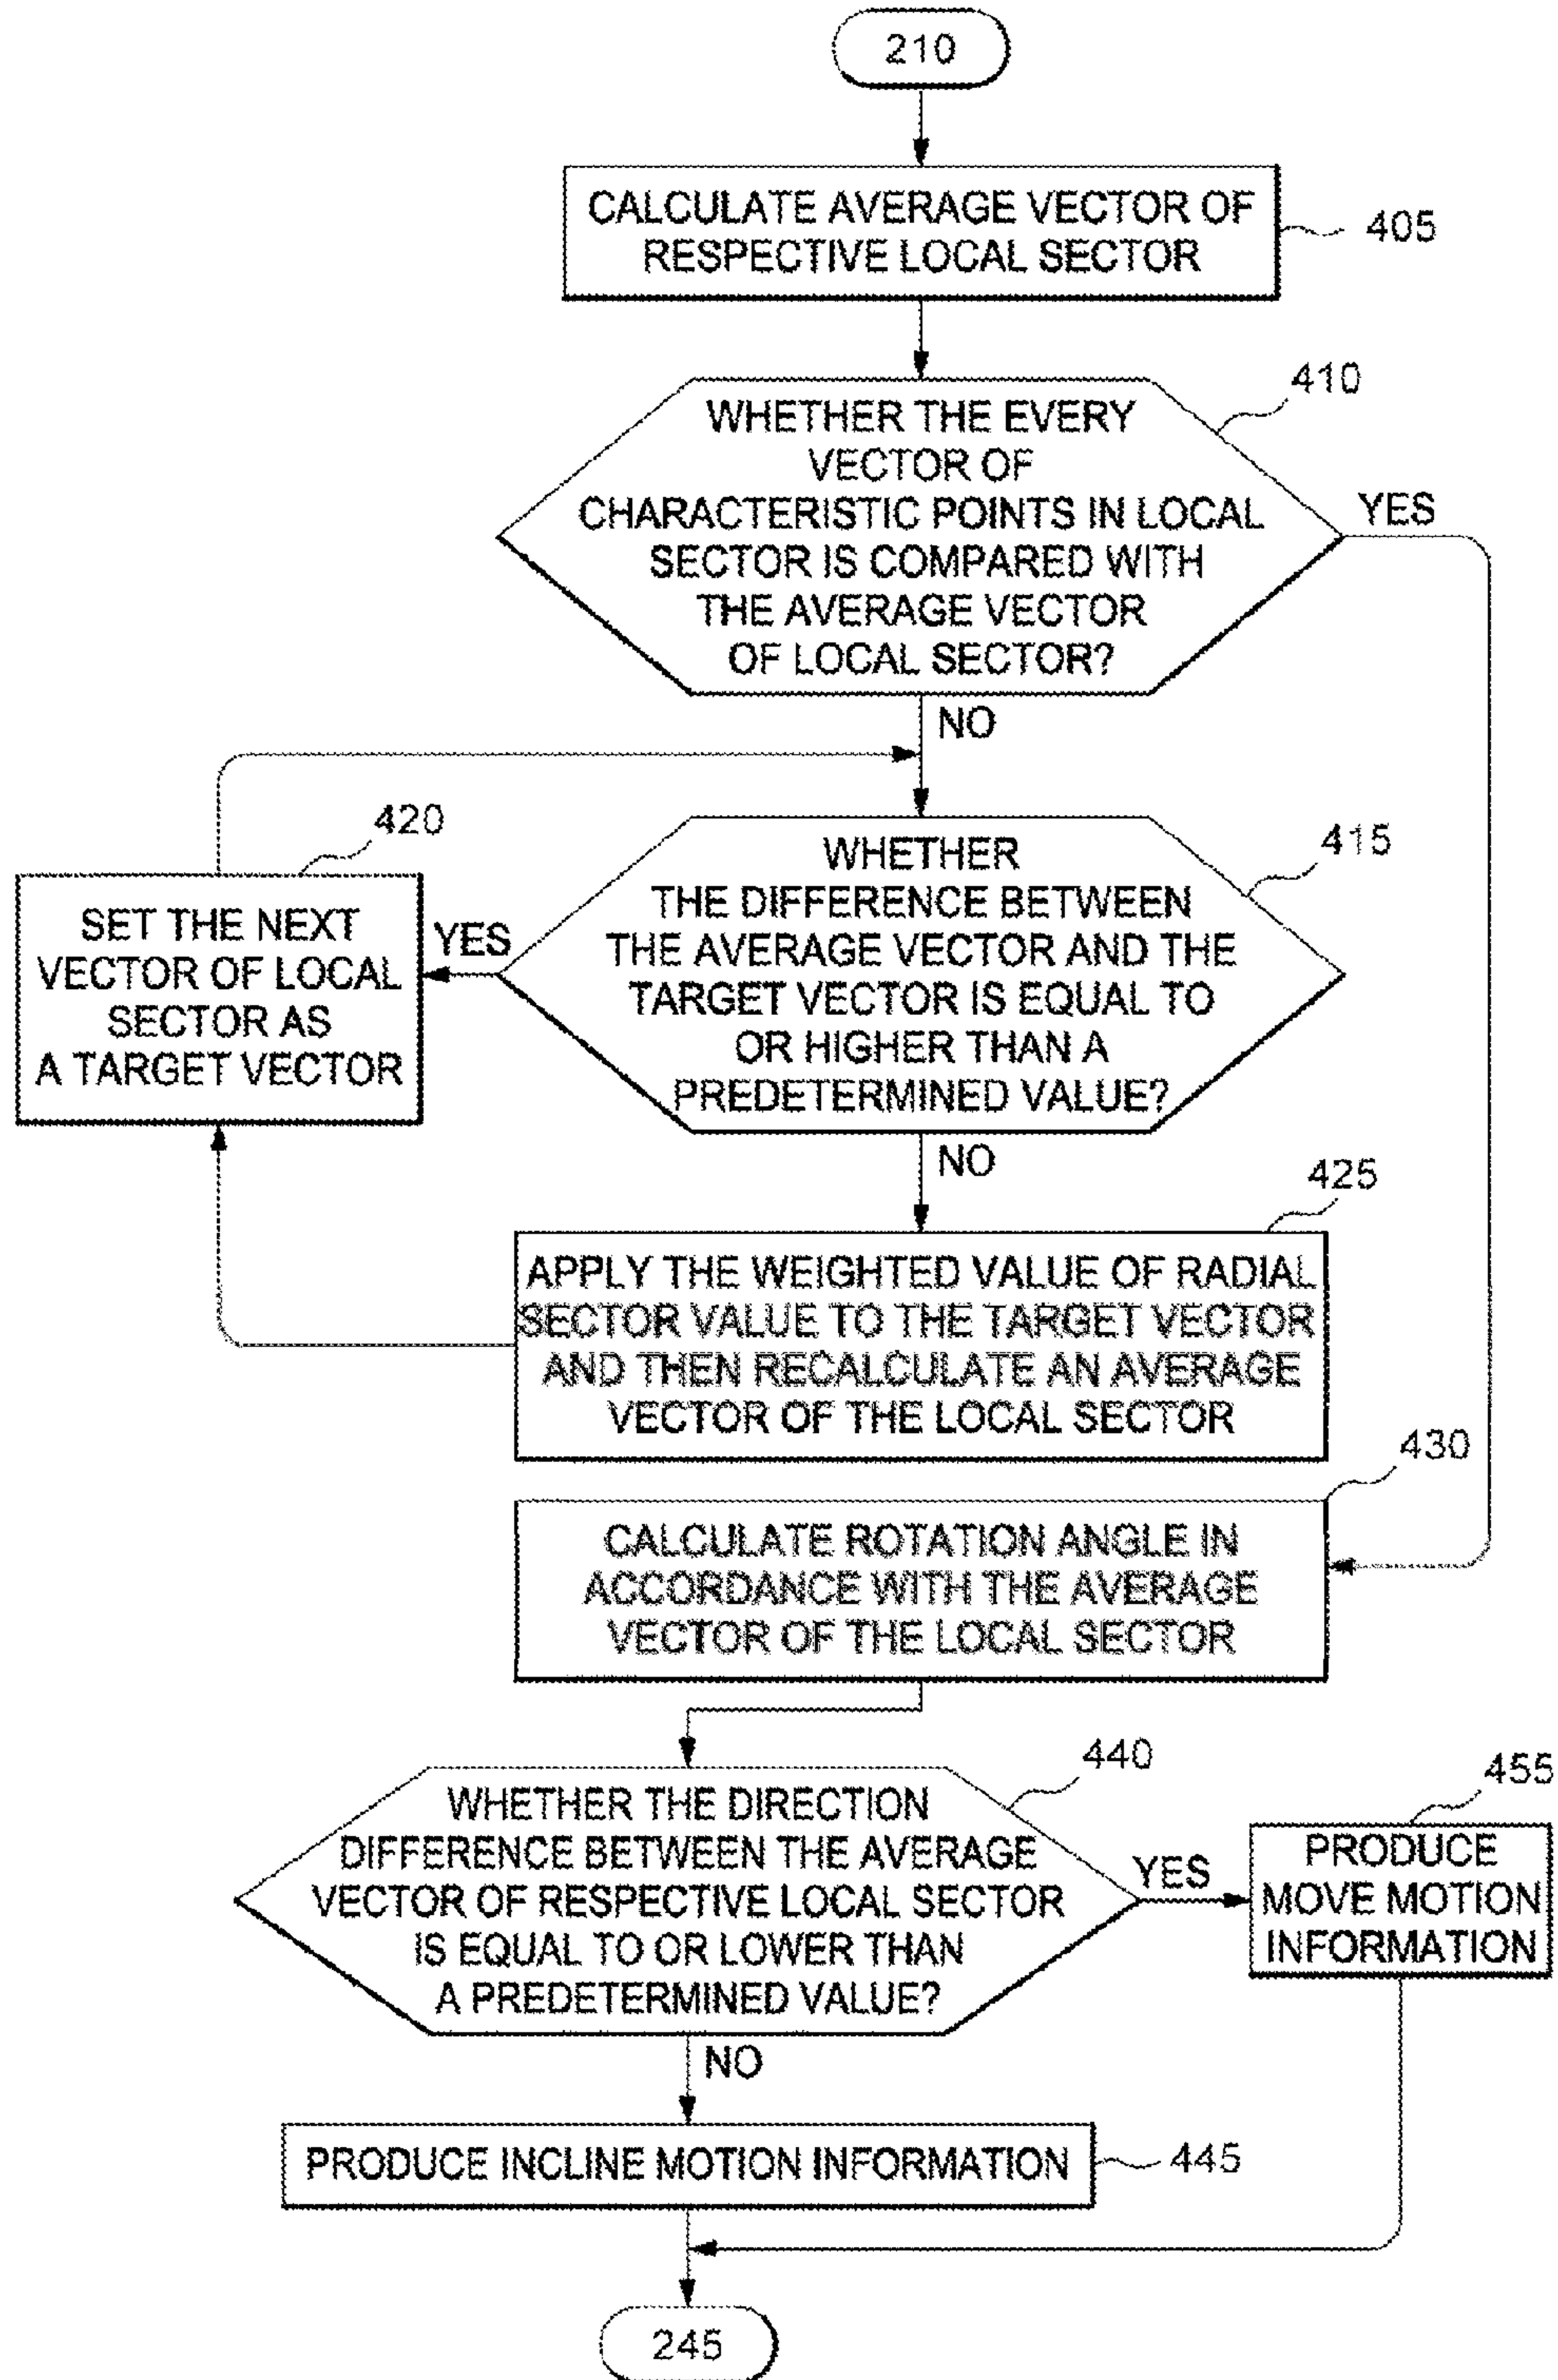 210
CALCULATE AVERAGE VECTOR OF
RESPECTIVE LOCAL SECTOR
405
410
WHETHER THE EVERY
VECTOR OF
CHARACTERISTIC POINTS IN LOCAL
SECTOR IS COMPARED WITH
THE AVERAGE VECTOR
OF LOCAL SECTOR?
YES
NO
420
SET THE NEXT
VECTOR OF LOCAL
SECTOR AS
A TARGET VECTOR
YES
415
WHETHER
THE DIFFERENCE BETWEEN
THE AVERAGE VECTOR AND THE
TARGET VECTOR IS EQUAL TO
OR HIGHER THAN A
PREDETERMINED VALUE?
NO
425
APPLY THE WEIGHTED VALUE OF RADIAL
SECTOR VALUE TO THE TARGET VECTOR
AND THEN RECALCULATE AN AVERAGE
VECTOR OF THE LOCAL SECTOR
430
CALCULATE ROTATION ANGLE IN
ACCORDANCE WITH THE AVERAGE
VECTOR OF THE LOCAL SECTOR
440
WHETHER THE DIRECTION
DIFFERENCE BETWEEN THE AVERAGE
VECTOR OF RESPECTIVE LOCAL SECTOR
IS EQUAL TO OR LOWER THAN
A PREDETERMINED VALUE?
YES
455
PRODUCE
MOVE MOTION
INFORMATION
NO
PRODUCE INCLINE MOTION INFORMATION
445
245